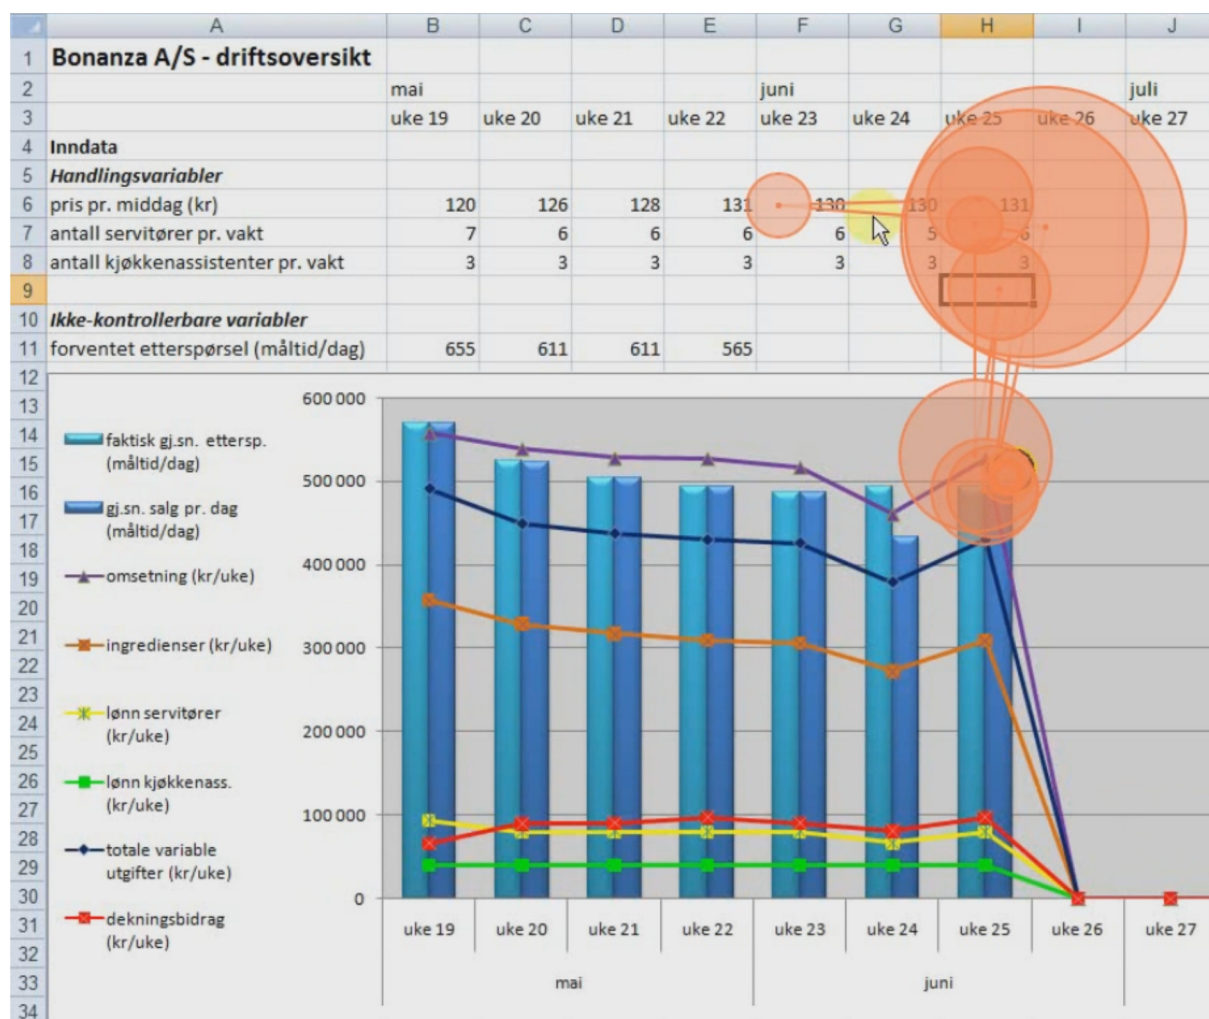 A B C D E F G H I J
1 Bonanza A/S - driftsoversikt
2 mai juni juli
3 uke 19 uke 20 uke 21 uke 22 uke 23 uke 24 uke 25 uke 26 uke 27
4 Inndata
5 Handlingsvariabler
6 pris pr. middag (kr) 120 126 128 131 130 130 131
7 antall servitører pr. vakt 7 6 6 6 6 5 6
8 antall kjøkkenassistenter pr. vakt 3 3 3 3 3 3 3
9
10 Ikke-kontrollerbare variabler
11 forventet etterspørsel (måltid/dag) 655 611 611 565
12
13
14
15
16
17
18
19
20
21
22
23
24
25
26
27
28
29
30
31
32
33
34
faktisk gj.sn. ettersp.
(måltid/dag)
gj.sn. salg pr. dag
(måltid/dag)
omsetning (kr/uke)
ingredienser (kr/uke)
lønn servitører
(kr/uke)
lønn kjøkkenass.
(kr/uke)
totale variable
utgifter (kr/uke)
dekningsbidrag
(kr/uke)
600 000
500 000
400 000
300 000
200 000
100 000
0
uke 19 uke 20 uke 21 uke 22 uke 23 uke 24 uke 25 uke 26 uke 27
mai juni